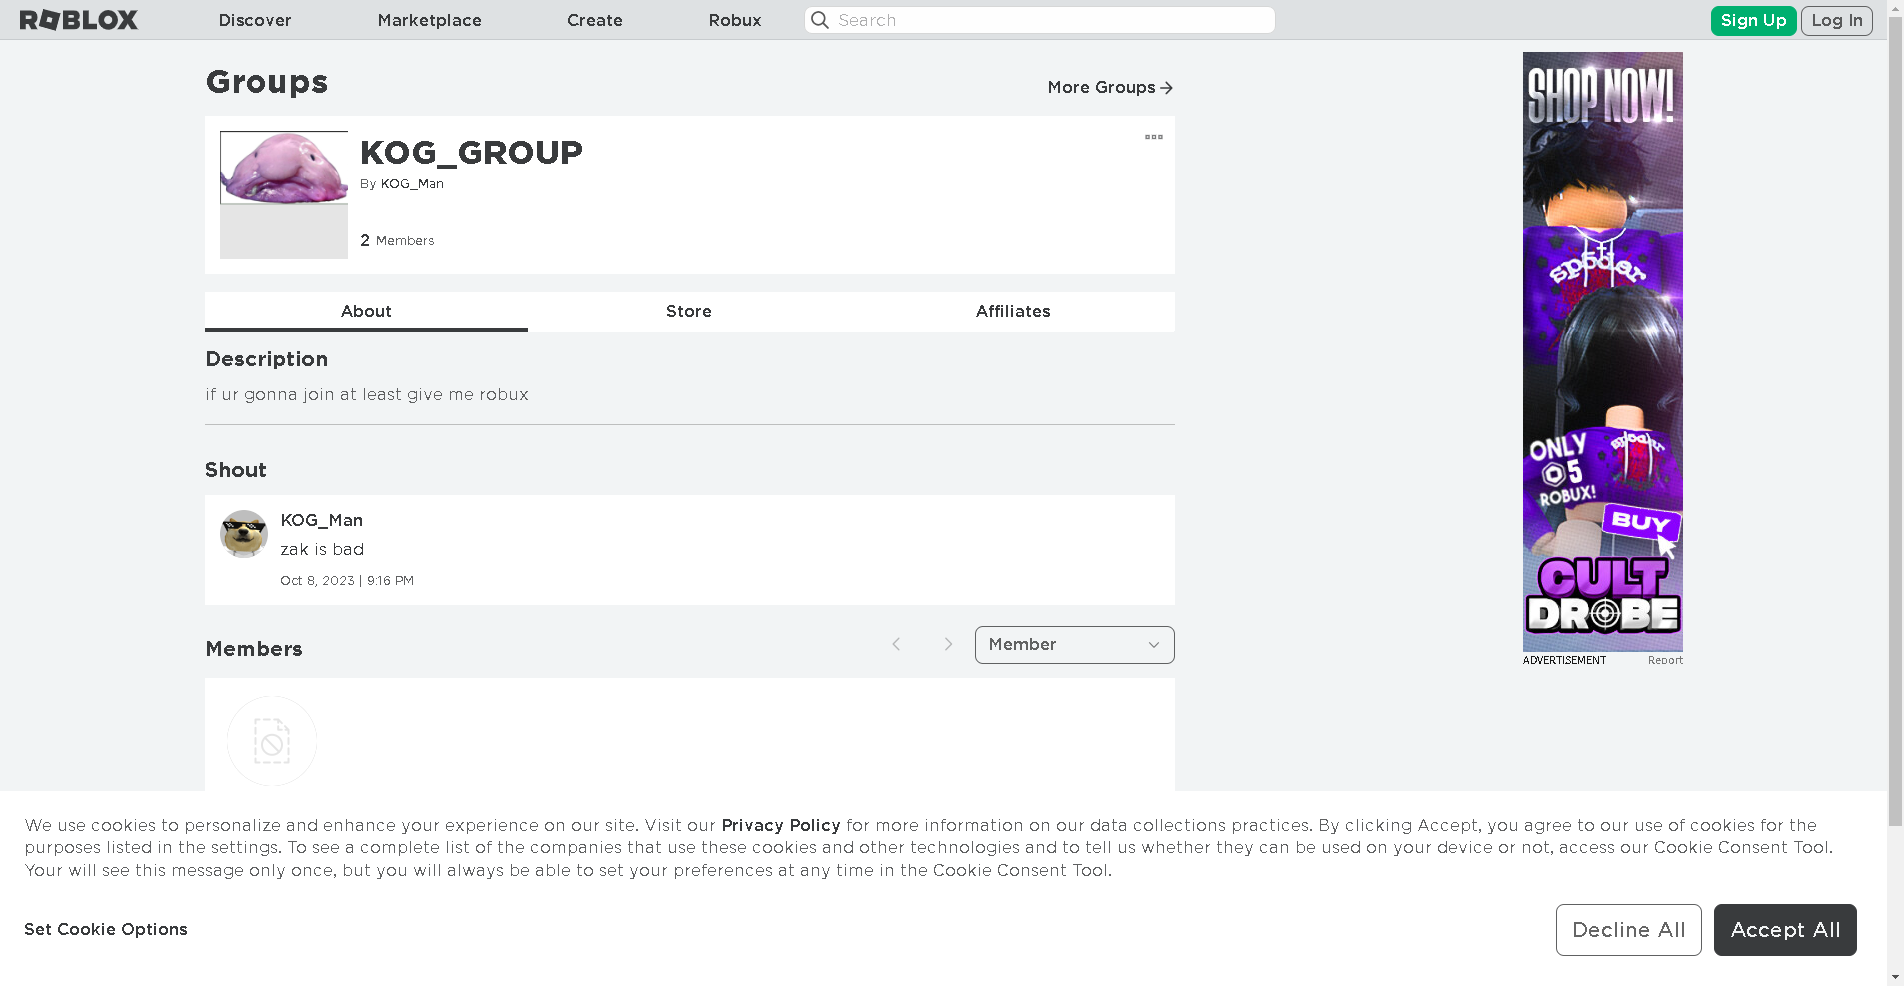 ROBLOX
Discover
Marketplace
Create
Robux
Search
Sign Up
Log In
Groups
More Groups
KOG_GROUP
By KOG_Man
2 Members
About
Store
Affiliates
Description
if ur gonna join at least give me robux
Shout
KOG_Man
zak is bad
Oct 8, 2023 | 9:16 PM
Members
Member
SHOP NOW!
spider
spider
ONLY
5
ROBUX!
BUY
CULT
DROBE
ADVERTISEMENT
Report
We use cookies to personalize and enhance your experience on our site. Visit our Privacy Policy for more information on our data collections practices. By clicking Accept, you agree to our use of cookies for the
purposes listed in the settings. To see a complete list of the companies that use these cookies and other technologies and to tell us whether they can be used on your device or not, access our Cookie Consent Tool.
Your will see this message only once, but you will always be able to set your preferences at any time in the Cookie Consent Tool.
Set Cookie Options
Decline All
Accept All